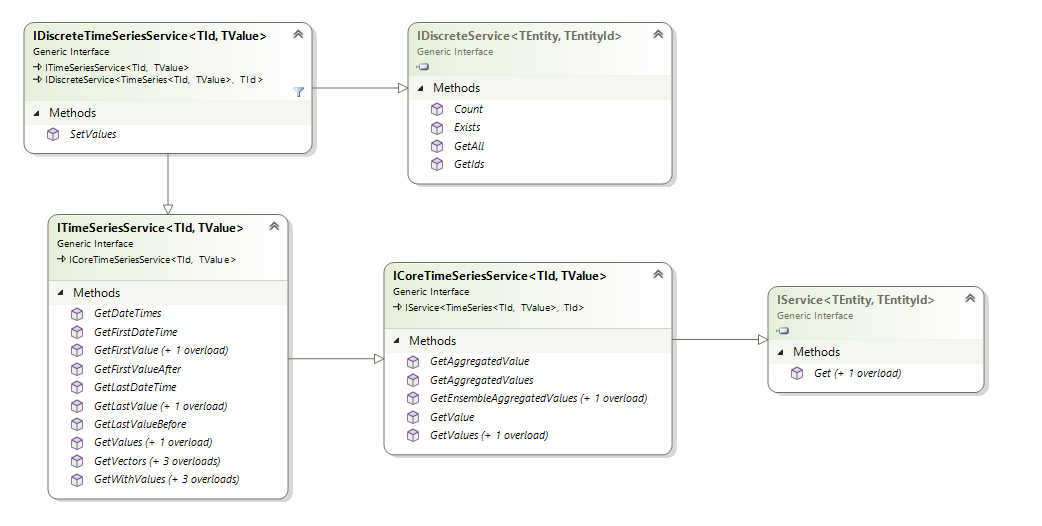 IDiscreteTimeSeriesService<TId, TValue>
Generic Interface
ITimeSeriesService<TId, TValue>
IDiscreteService<TimeSeries<TId, TValue>, TId>
Methods
SetValues
IDiscreteService<TEntity, TEntityId>
Generic Interface
Methods
Count
Exists
GetAll
GetIds
ITimeSeriesService<TId, TValue>
Generic Interface
ICoreTimeSeriesService<TId, TValue>
Methods
GetDateTimes
GetFirstDateTime
GetFirstValue (+ 1 overload)
GetFirstValueAfter
GetLastDateTime
GetLastValue (+ 1 overload)
GetLastValueBefore
GetValues (+ 1 overload)
GetVectors (+ 3 overloads)
GetWithValues (+ 3 overloads)
ICoreTimeSeriesService<TId, TValue>
Generic Interface
IService<TimeSeries<TId, TValue>, TId>
Methods
GetAggregatedValue
GetAggregatedValues
GetEnsembleAggregatedValues (+ 1 overload)
GetValue
GetValues (+ 1 overload)
IService<TEntity, TEntityId>
Generic Interface
Methods
Get (+ 1 overload)